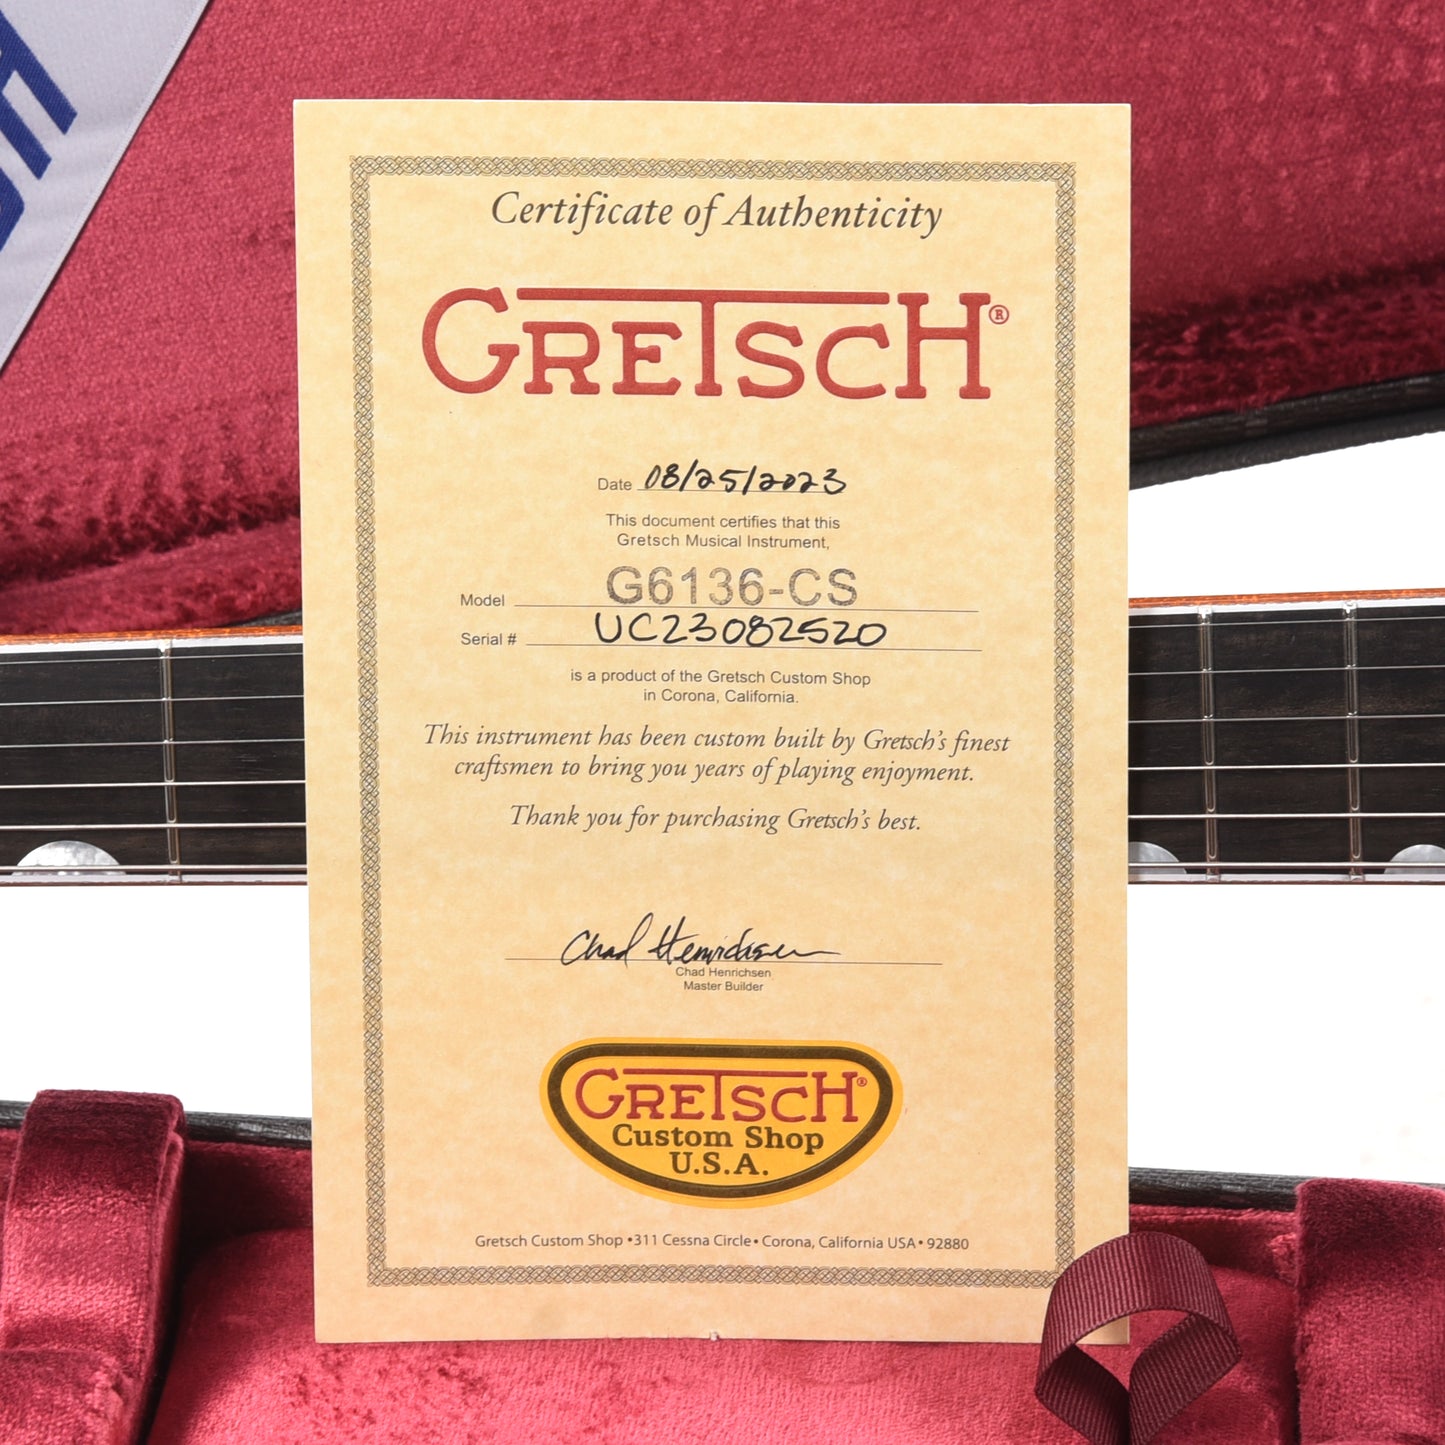 Certificate of Authenticity
GRETSCH®
Date 08/25/2023
This document certifies that this
Gretsch Musical Instrument,
Model G6136-CS
Serial # UC23082520
is a product of the Gretsch Custom Shop
in Corona, California.
This instrument has been custom built by Gretsch's finest
craftsmen to bring you years of playing enjoyment.
Thank you for purchasing Gretsch's best.
Chad Henrichsen
Chad Henrichsen
Master Builder
GRETSCH®
Custom Shop
U.S.A.
Gretsch Custom Shop •311 Cessna Circle• Corona, California USA• 92880